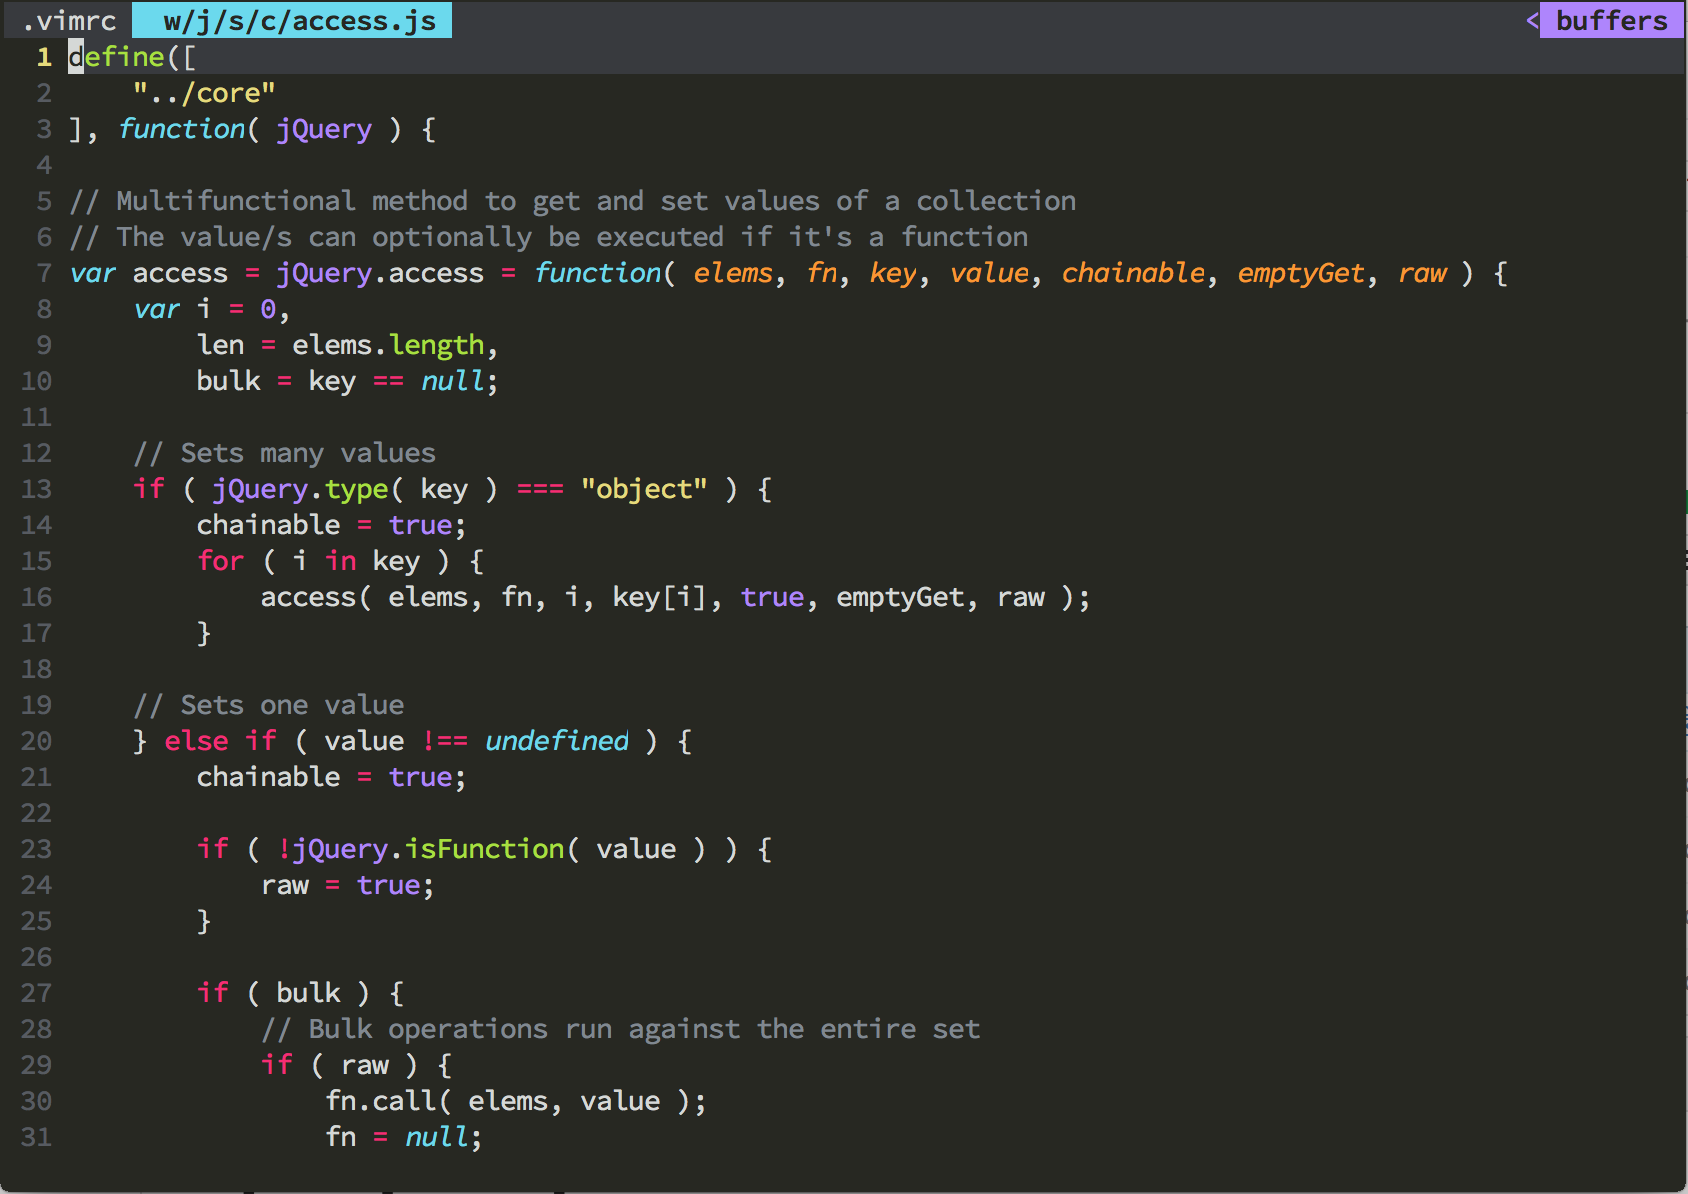 .vimrc  w/j/s/c/access.js < buffers
1 define([
2     "../core"
3 ], function( jQuery ) {
4
5 // Multifunctional method to get and set values of a collection
6 // The value/s can optionally be executed if it's a function
7 var access = jQuery.access = function( elems, fn, key, value, chainable, emptyGet, raw ) {
8     var i = 0,
9         len = elems.length,
10         bulk = key == null;
11
12     // Sets many values
13     if ( jQuery.type( key ) === "object" ) {
14         chainable = true;
15         for ( i in key ) {
16             access( elems, fn, i, key[i], true, emptyGet, raw );
17         }
18
19     // Sets one value
20     } else if ( value !== undefined ) {
21         chainable = true;
22
23         if ( !jQuery.isFunction( value ) ) {
24             raw = true;
25         }
26
27         if ( bulk ) {
28             // Bulk operations run against the entire set
29             if ( raw ) {
30                 fn.call( elems, value );
31                 fn = null;